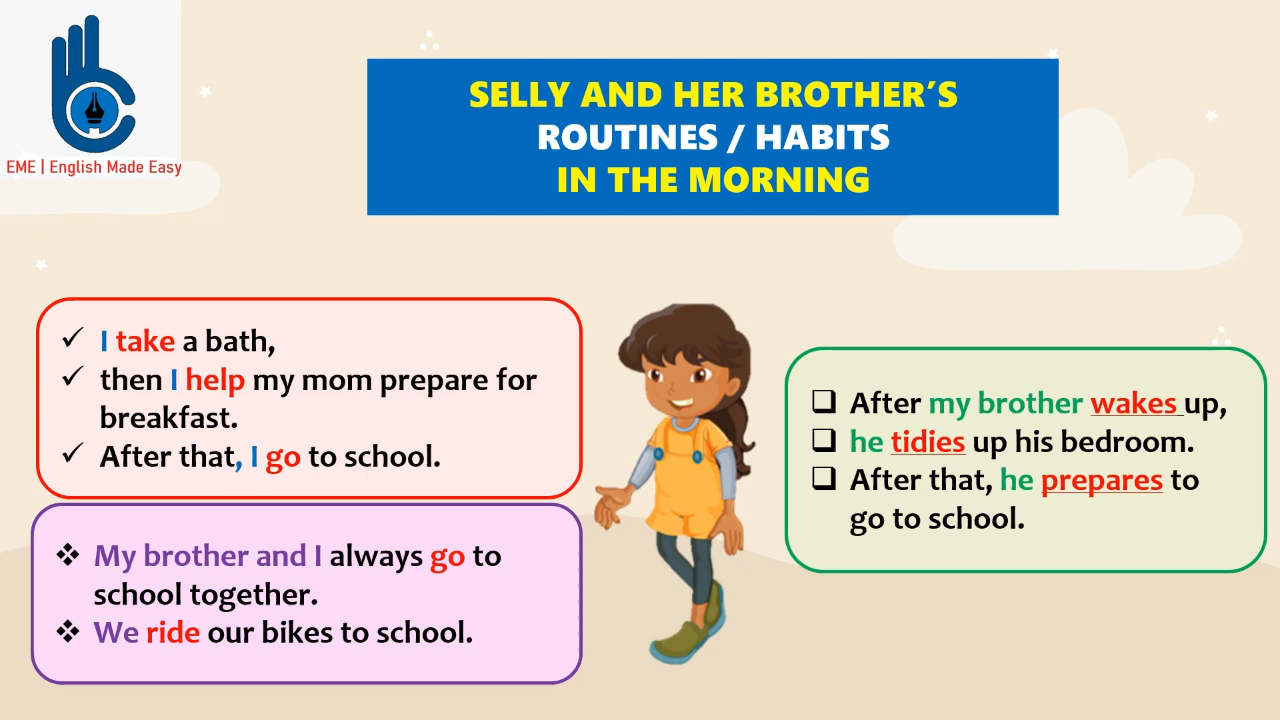 EME | English Made Easy
SELLY AND HER BROTHER'S
ROUTINES / HABITS
IN THE MORNING
✓ I take a bath,
✓ then I help my mom prepare for
breakfast.
✓ After that, I go to school.
❖ My brother and I always go to
school together.
❖ We ride our bikes to school.
❑ After my brother wakes up,
❑ he tidies up his bedroom.
❑ After that, he prepares to
go to school.